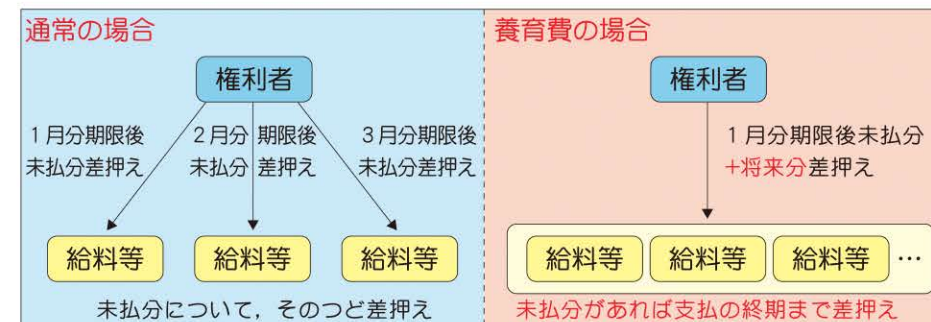 通常の場合
権利者
1月分期限後
未払分差押え
2月分期限後
未払分差押え
3月分期限後
未払分差押え
給料等
給料等
給料等
未払分について，そのつど差押え
養育費の場合
権利者
1月分期限後未払分
+将来分差押え
給料等
給料等
給料等
…
未払分があれば支払の終期まで差押え